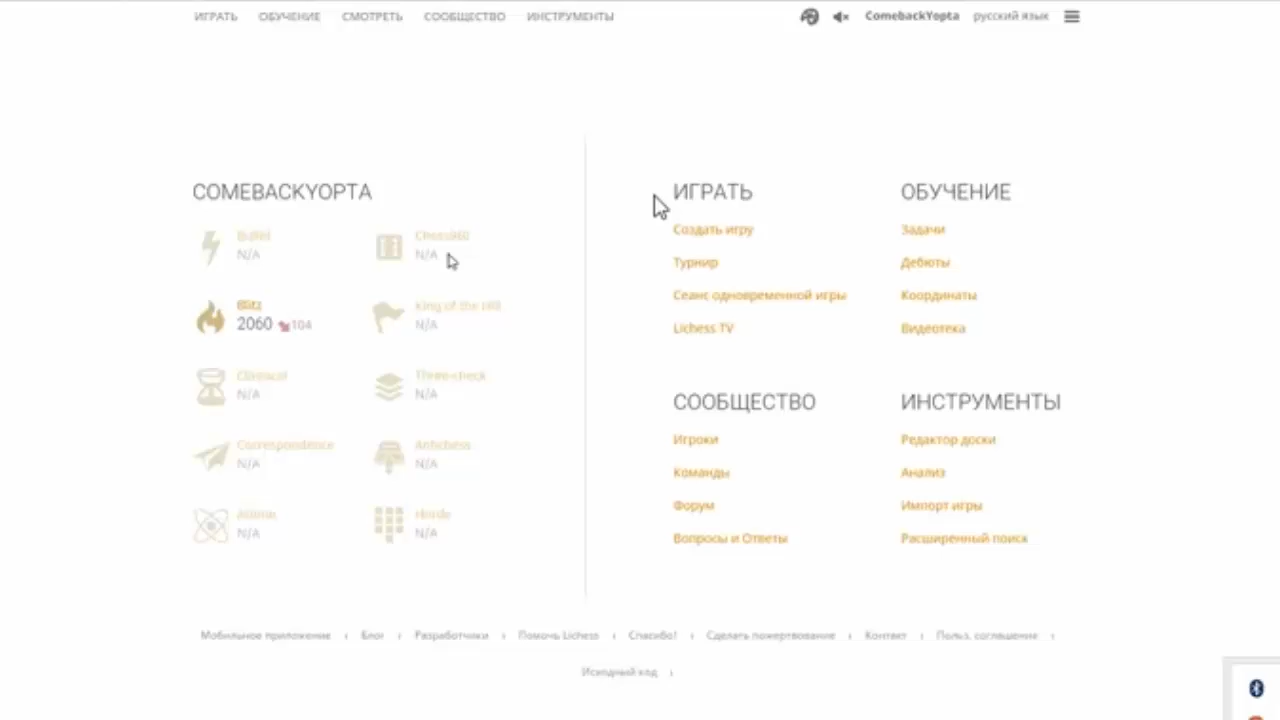 ИГРАТЬ ОБУЧЕНИЕ СМОТРЕТЬ СООБЩЕСТВО ИНСТРУМЕНТЫ ComebackYopta русский язык
COMEBACKYOPTA
Bullet
N/A
Chess960
N/A
Blitz
2060 104
King of the Hill
N/A
Classical
N/A
Three-check
N/A
Correspondence
N/A
Antichess
N/A
Atomic
N/A
Horde
N/A
ИГРАТЬ
Создать игру
Турнир
Сеанс одновременной игры
Lichess TV
ОБУЧЕНИЕ
Задачи
Дебюты
Координаты
Видеотека
СООБЩЕСТВО
Игроки
Команды
Форум
Вопросы и Ответы
ИНСТРУМЕНТЫ
Редактор доски
Анализ
Импорт игры
Расширенный поиск
Мобильное приложение Блог Разработчики Помочь Lichess Спасибо! Сделать пожертвование Контакт Польз. соглашение
Исходный код